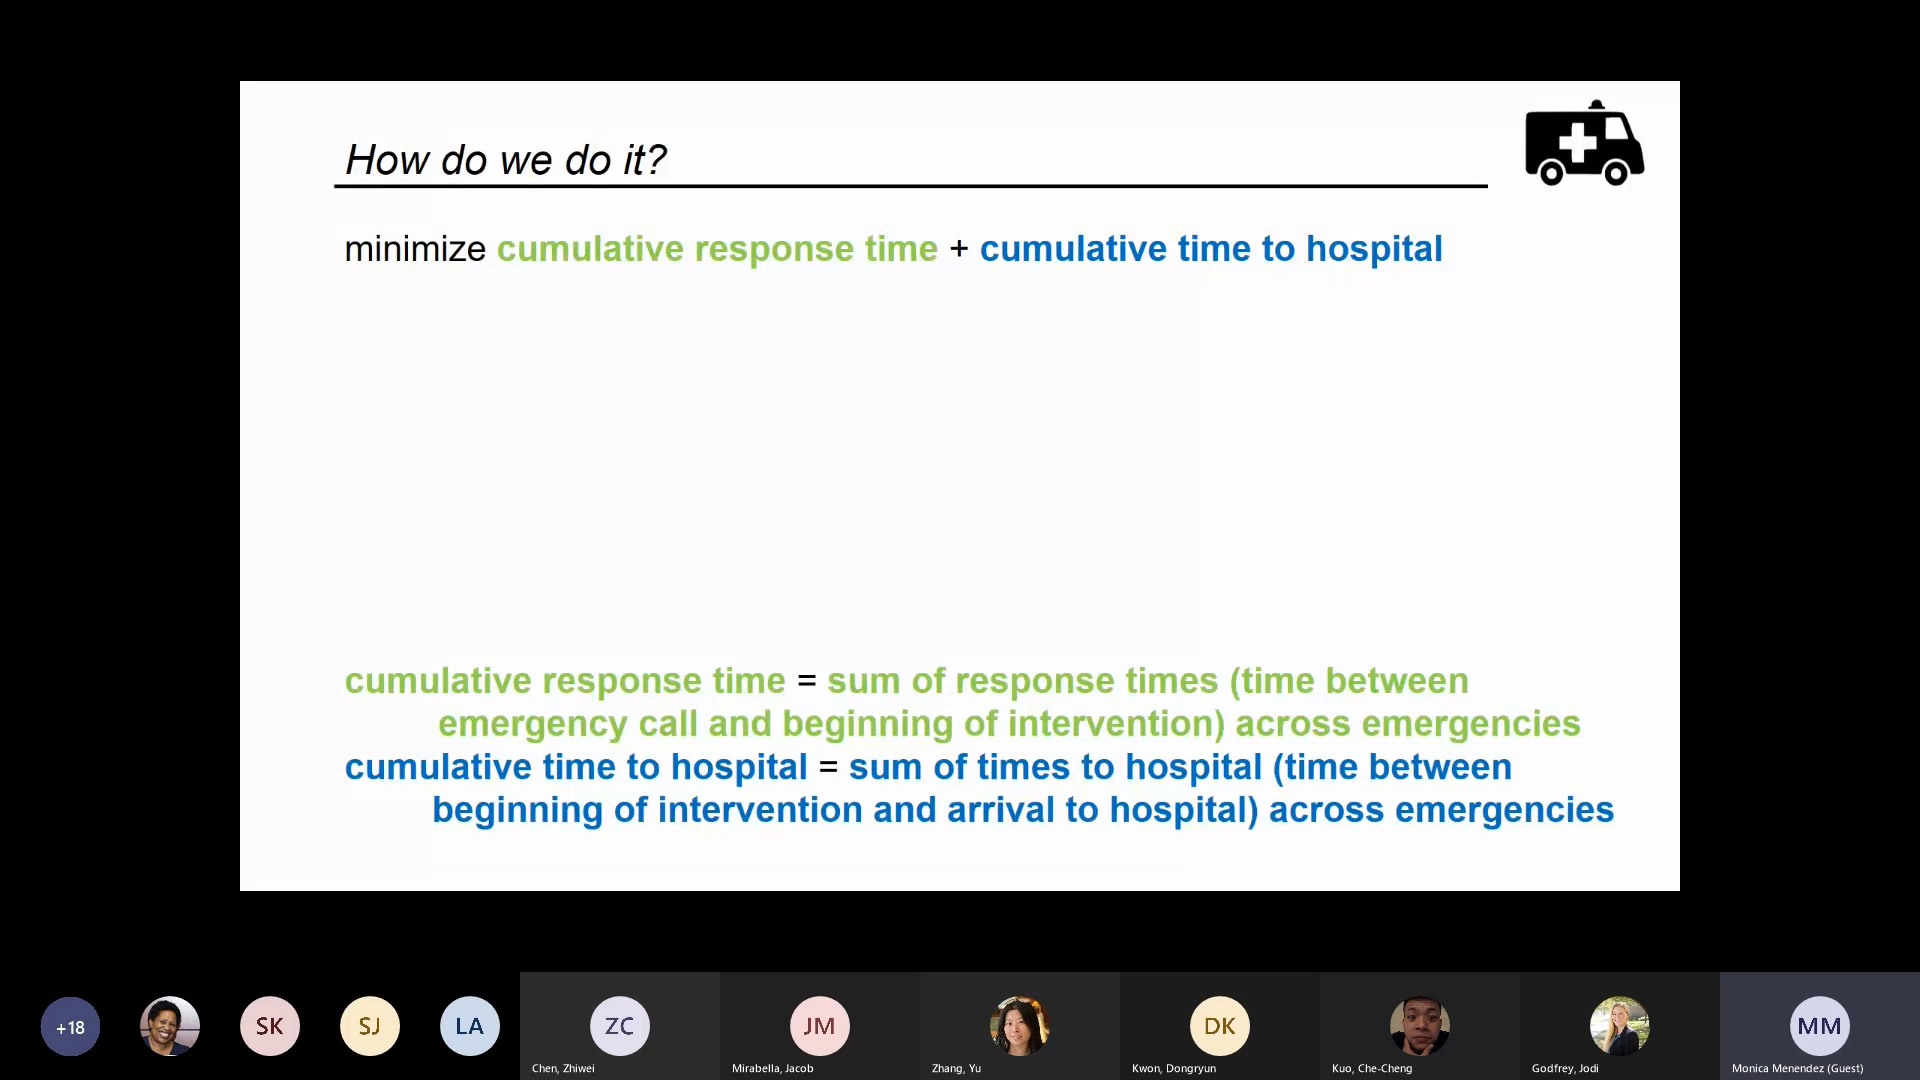 How do we do it?
minimize cumulative response time + cumulative time to hospital
cumulative response time = sum of response times (time between
emergency call and beginning of intervention) across emergencies
cumulative time to hospital = sum of times to hospital (time between
beginning of intervention and arrival to hospital) across emergencies
+18
SK
SJ
LA
ZC
JM
DK
MM
Chen, Zhiwei
Mirabella, Jacob
Zhang, Yu
Kwon, Dongryun
Kuo, Che-Cheng
Godfrey, Jodi
Monica Menendez (Guest)